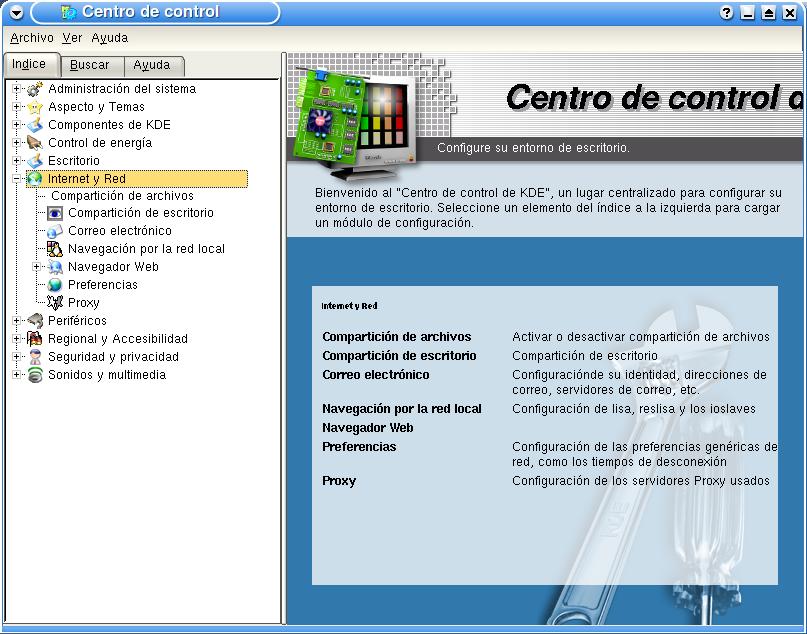 Centro de control
Archivo Ver Ayuda
Indice Buscar Ayuda
Administración del sistema
Aspecto y Temas
Componentes de KDE
Control de energía
Escritorio
Internet y Red
Compartición de archivos
Compartición de escritorio
Correo electrónico
Navegación por la red local
Navegador Web
Preferencias
Proxy
Periféricos
Regional y Accesibilidad
Seguridad y privacidad
Sonidos y multimedia
Centro de control d
Configure su entorno de escritorio.
Bienvenido al "Centro de control de KDE", un lugar centralizado para configurar su
entorno de escritorio. Seleccione un elemento del índice a la izquierda para cargar
un módulo de configuración.
Internet y Red
Compartición de archivos Activar o desactivar compartición de archivos
Compartición de escritorio Compartición de escritorio
Correo electrónico Configuraciónde su identidad, direcciones de
correo, servidores de correo, etc.
Navegación por la red local Configuración de lisa, reslisa y los ioslaves
Navegador Web
Preferencias Configuración de las preferencias genéricas de
red, como los tiempos de desconexión
Proxy Configuración de los servidores Proxy usados